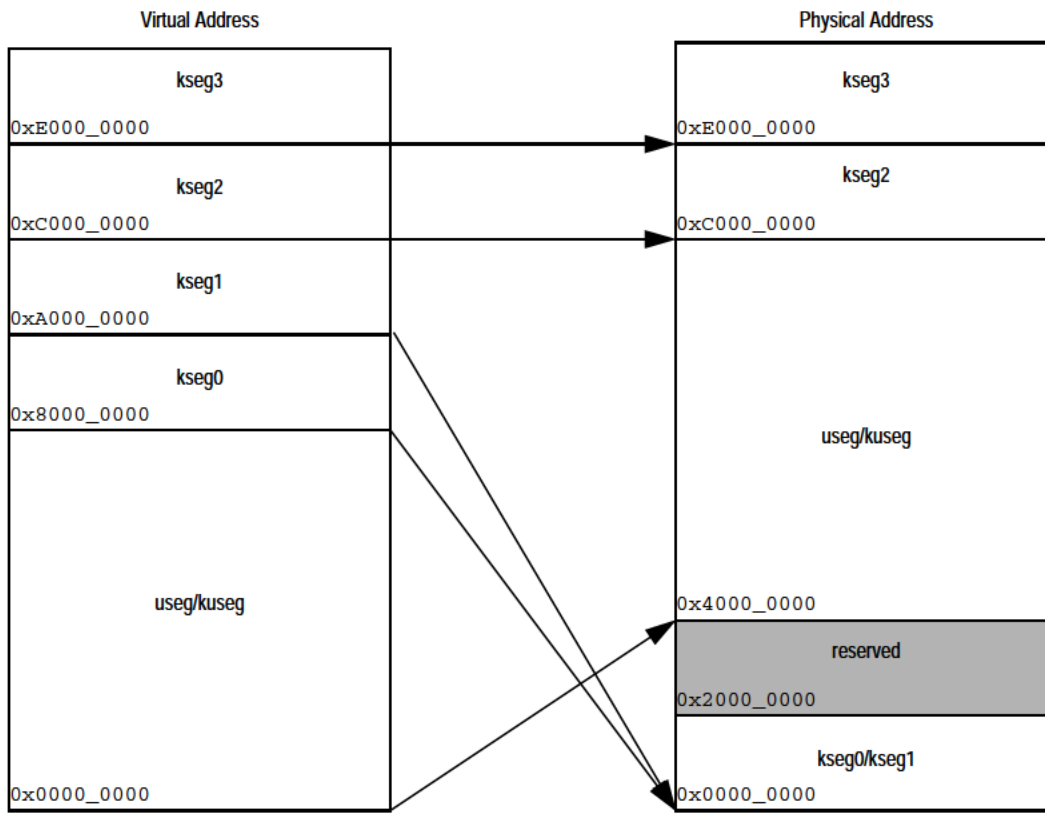 Virtual Address
Physical Address
kseg3
0xE000_0000
kseg2
0xC000_0000
kseg1
0xA000_0000
kseg0
0x8000_0000
useg/kuseg
0x0000_0000
kseg3
0xE000_0000
kseg2
0xC000_0000
useg/kuseg
0x4000_0000
reserved
0x2000_0000
kseg0/kseg1
0x0000_0000